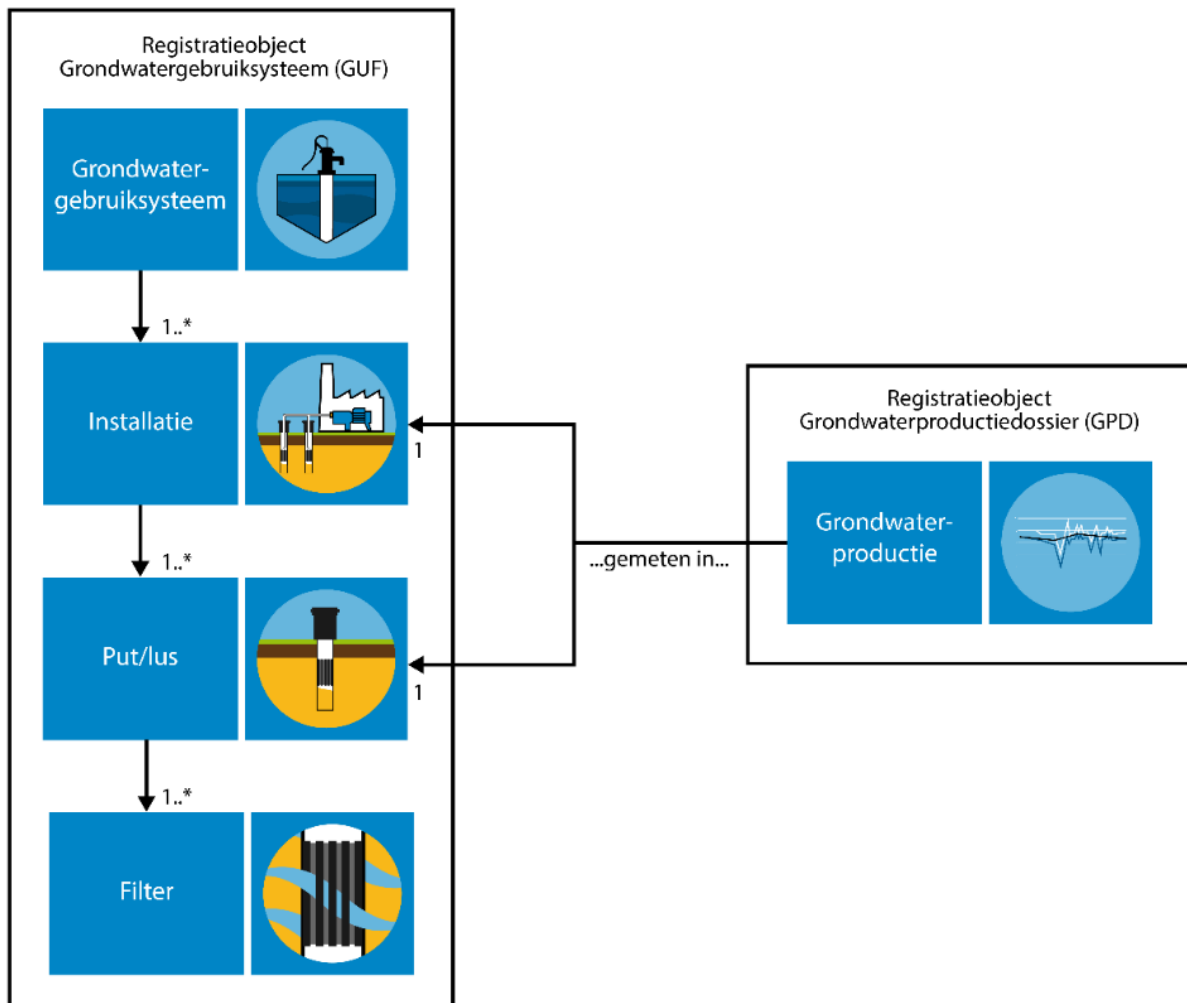 Registratieobject
Grondwatergebruiksysteem (GUF)
Grondwater-
gebruiksysteem
1..*
Installatie
1
1..*
Put/lus
1
1..*
Filter
...gemeten in...
Registratieobject
Grondwaterproductiedossier (GPD)
Grondwater-
productie